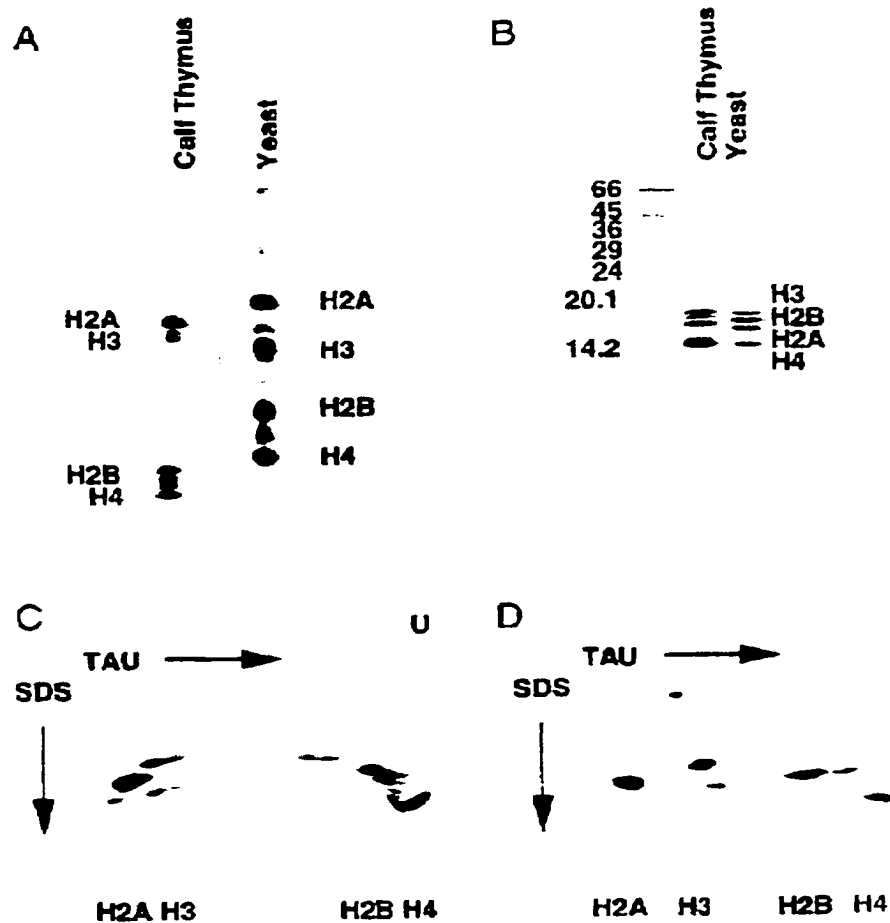 A
Calf Thymus
Yeast
H2A
H3
H2B
H4
H2A
H3
H2B
H4
B
Calf Thymus
Yeast
66
45
36
29
24
20.1
14.2
H3
H2B
H2A
H4
C
U
TAU
SDS
H2A H3
H2B H4
D
TAU
SDS
H2A
H3
H2B
H4